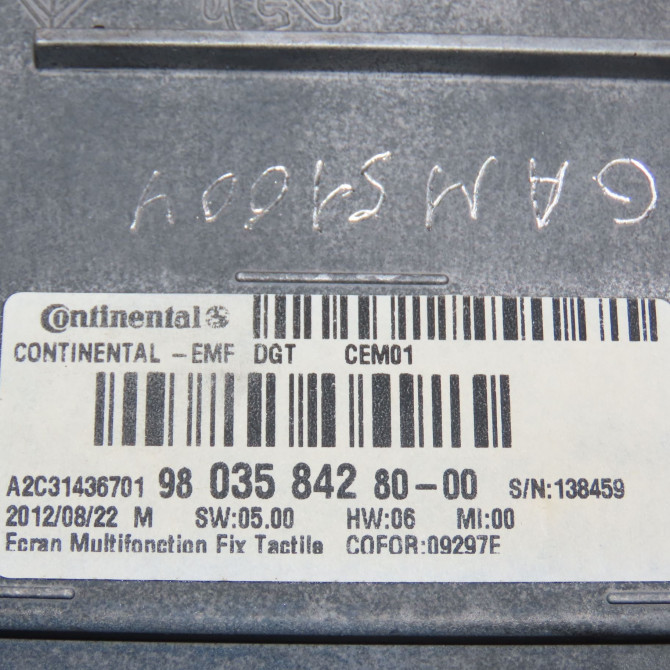 Continental
CONTINENTAL - EMF DGT CEM01
A2C31436701 98 035 842 80-00 S/N:138459
2012/08/22 M SW:05.00 HW:06 MI:00
Ecran Multifonction Fix Tactile COFOR:09297E